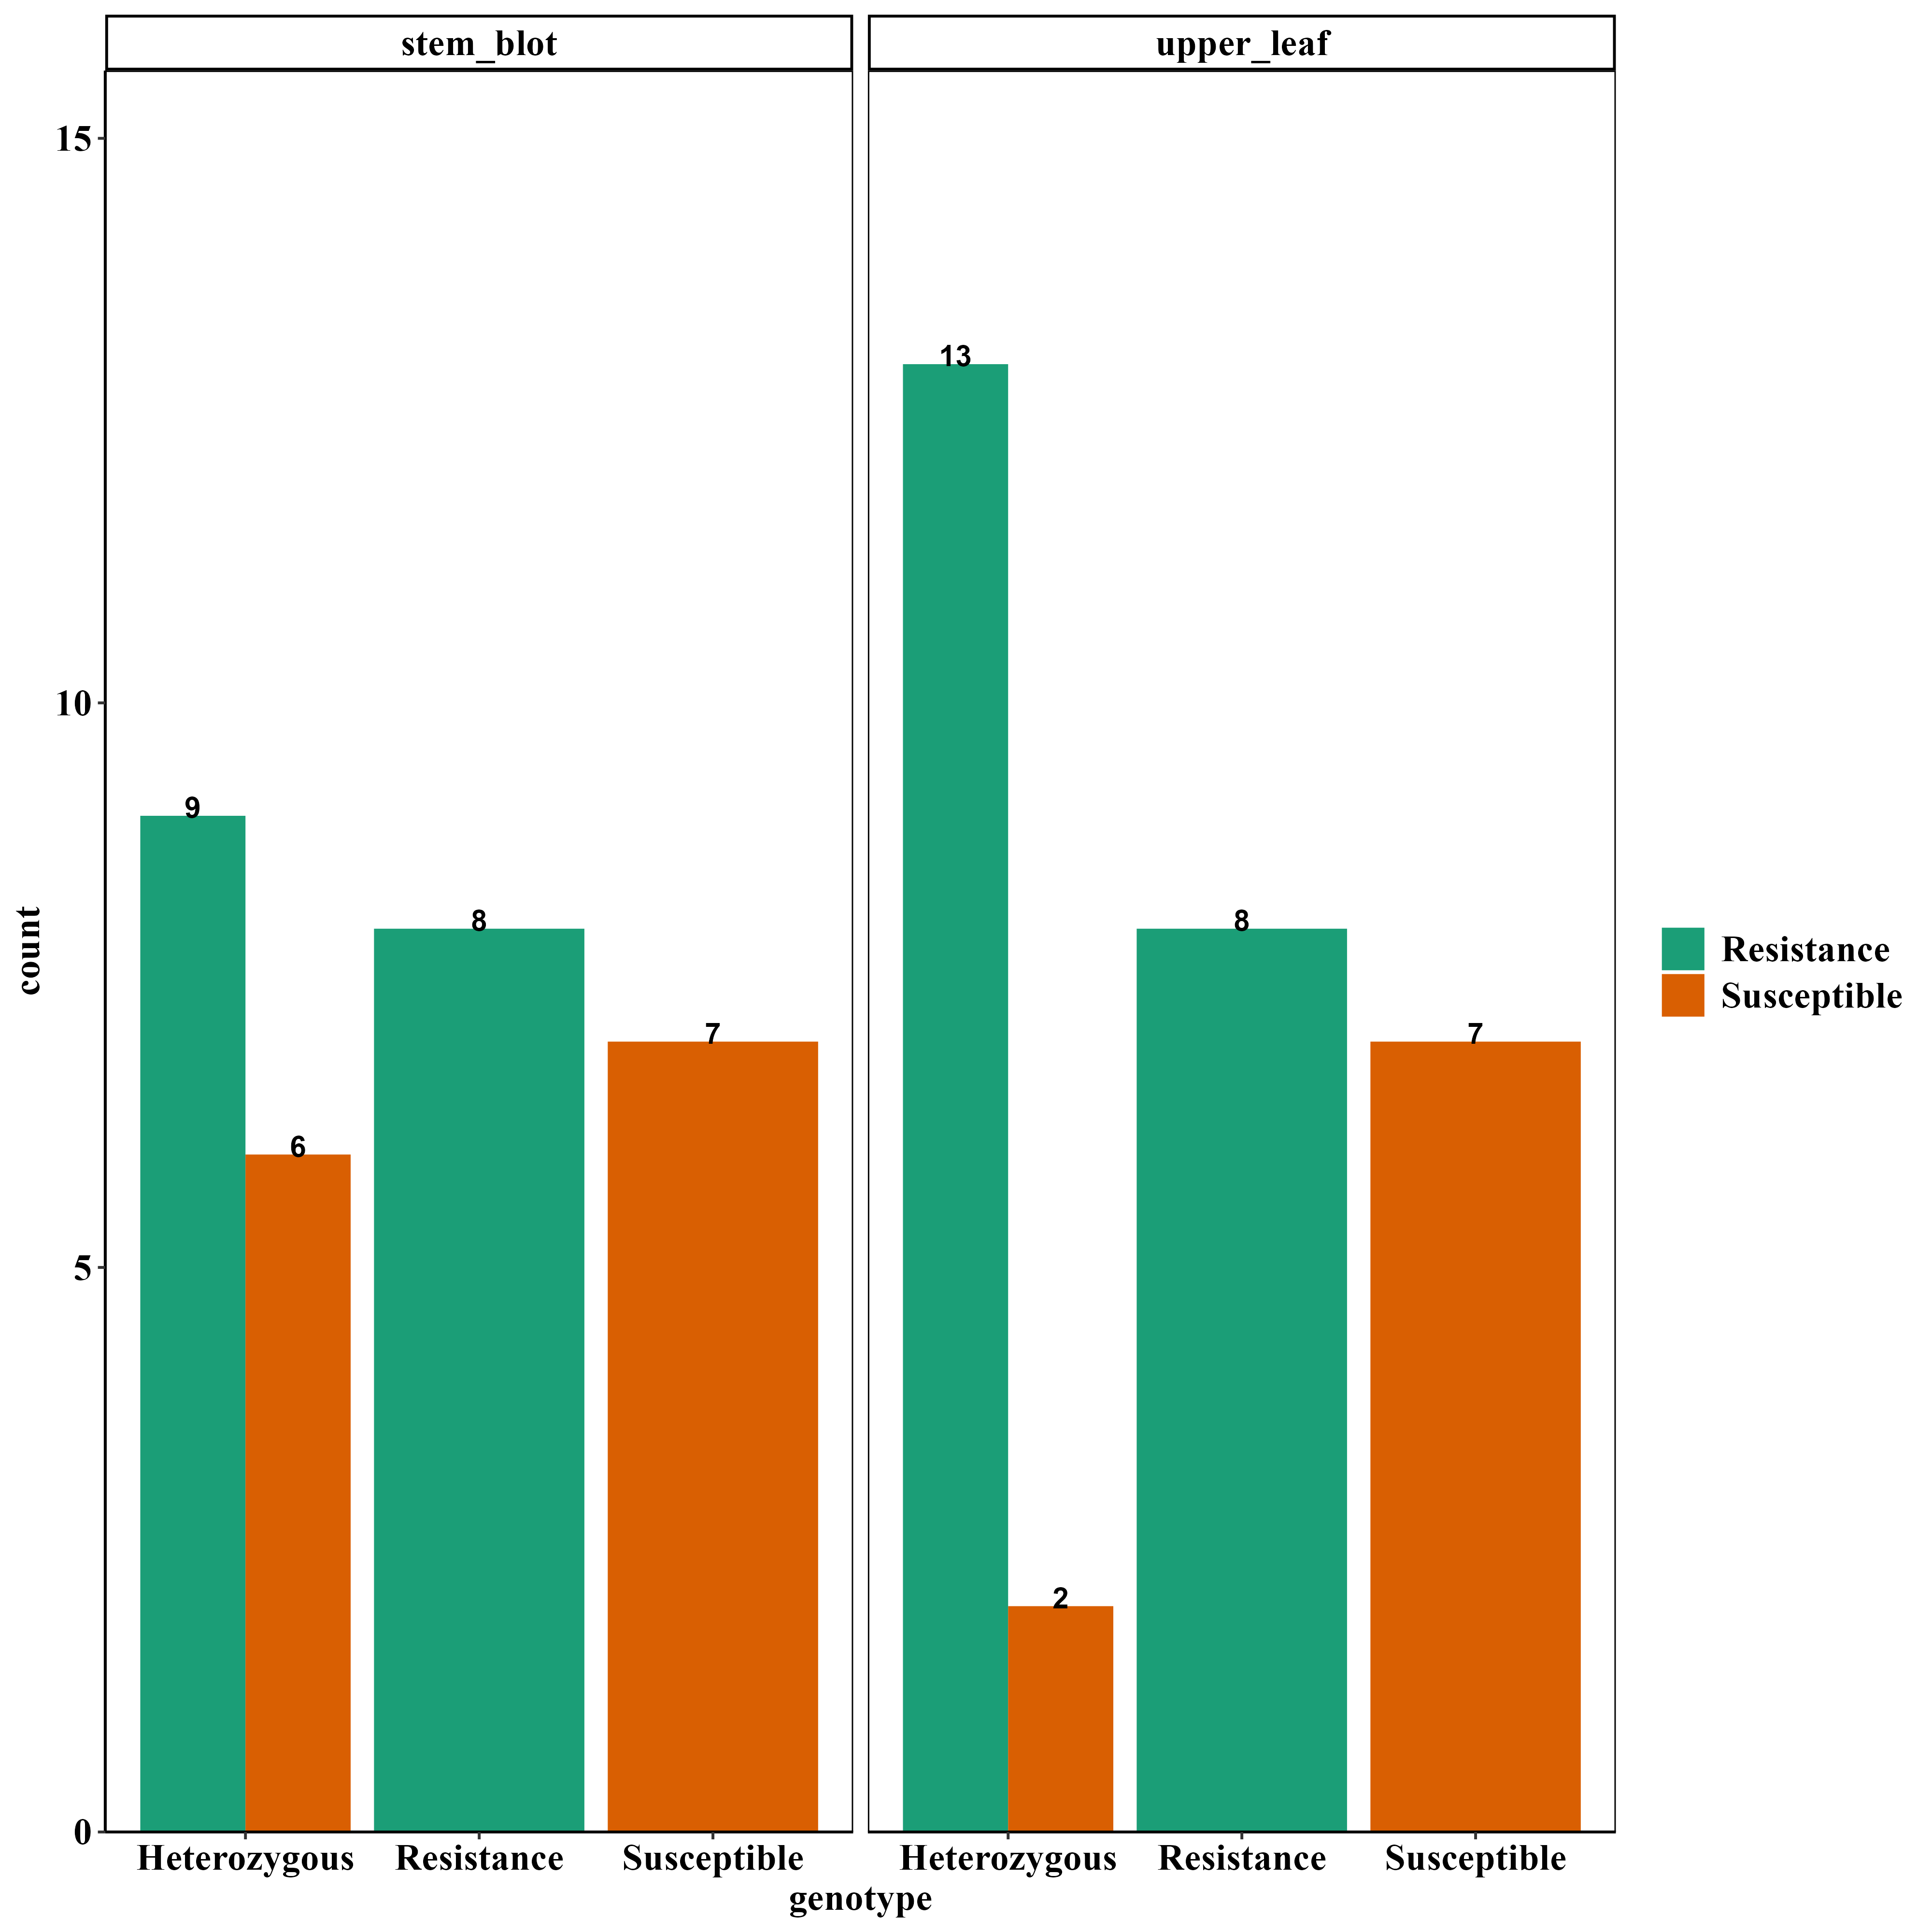 stem_blot
upper_leaf
15
10
5
0
count
9
6
8
7
13
2
8
7
Heterozygous
Resistance
Susceptible
Heterozygous
Resistance
Susceptible
genotype
Resistance
Susceptible